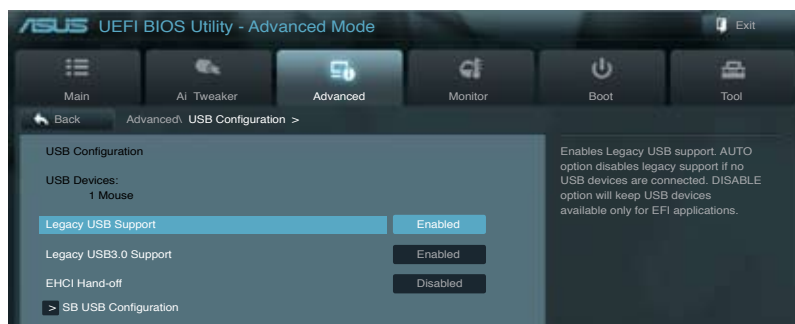 ASUS UEFI BIOS Utility - Advanced Mode
Exit
Main
Ai Tweaker
Advanced
Monitor
Boot
Tool
Back
Advanced\ USB Configuration >
USB Configuration
USB Devices:
1 Mouse
Legacy USB Support Enabled
Legacy USB3.0 Support Enabled
EHCI Hand-off Disabled
> SB USB Configuration
Enables Legacy USB support. AUTO
option disables legacy support if no
USB devices are connected. DISABLE
option will keep USB devices
available only for EFI applications.